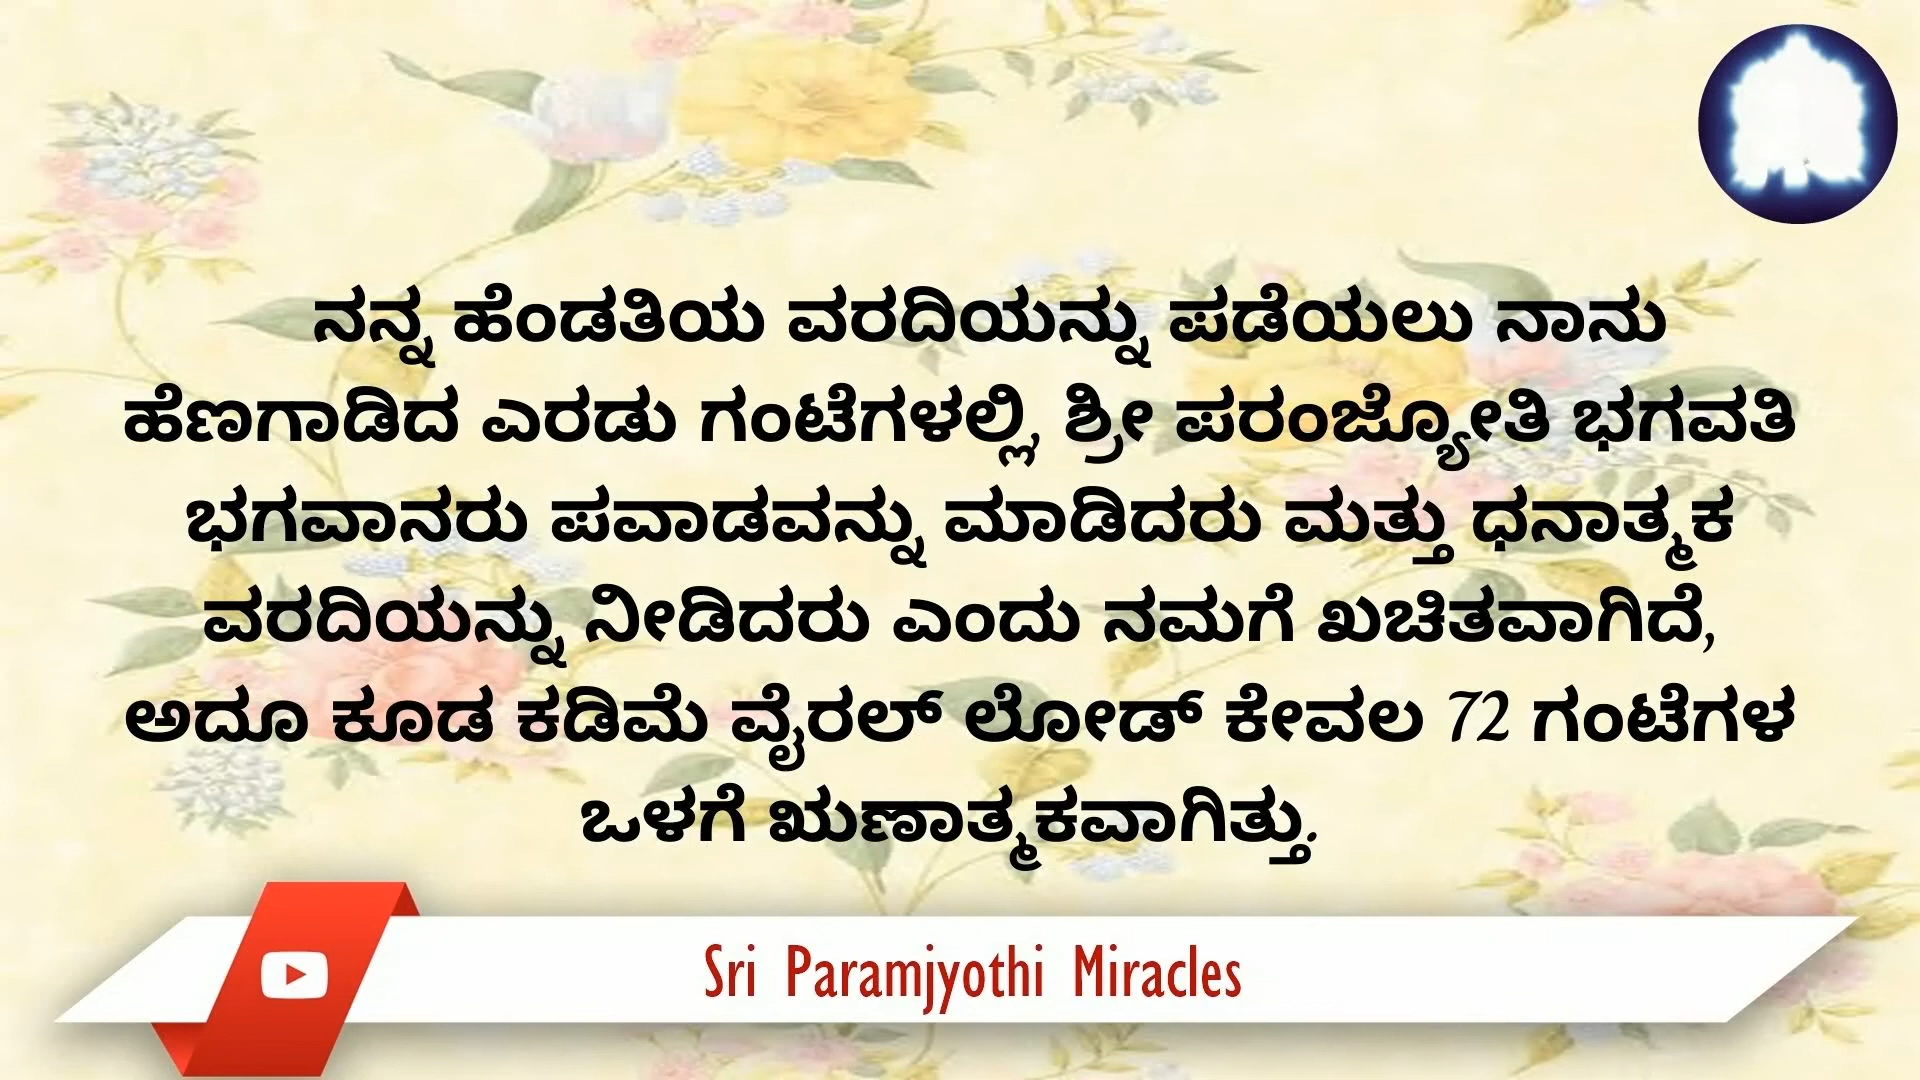 ನನ್ನ ಹೆಂಡತಿಯ ವರದಿಯನ್ನು ಪಡೆಯಲು ನಾನು
ಹೆಣಗಾಡಿದ ಎರಡು ಗಂಟೆಗಳಲ್ಲಿ, ಶ್ರೀ ಪರಂಜ್ಯೋತಿ ಭಗವತಿ
ಭಗವಾನರು ಪವಾಡವನ್ನು ಮಾಡಿದರು ಮತ್ತು ಧನಾತ್ಮಕ
ವರದಿಯನ್ನು ನೀಡಿದರು ಎಂದು ನಮಗೆ ಖಚಿತವಾಗಿದೆ,
ಅದೂ ಕೂಡ ಕಡಿಮೆ ವೈರಲ್ ಲೋಡ್ ಕೇವಲ 72 ಗಂಟೆಗಳ
ಒಳಗೆ ಋಣಾತ್ಮಕವಾಗಿತ್ತು.
Sri Paramjyothi Miracles